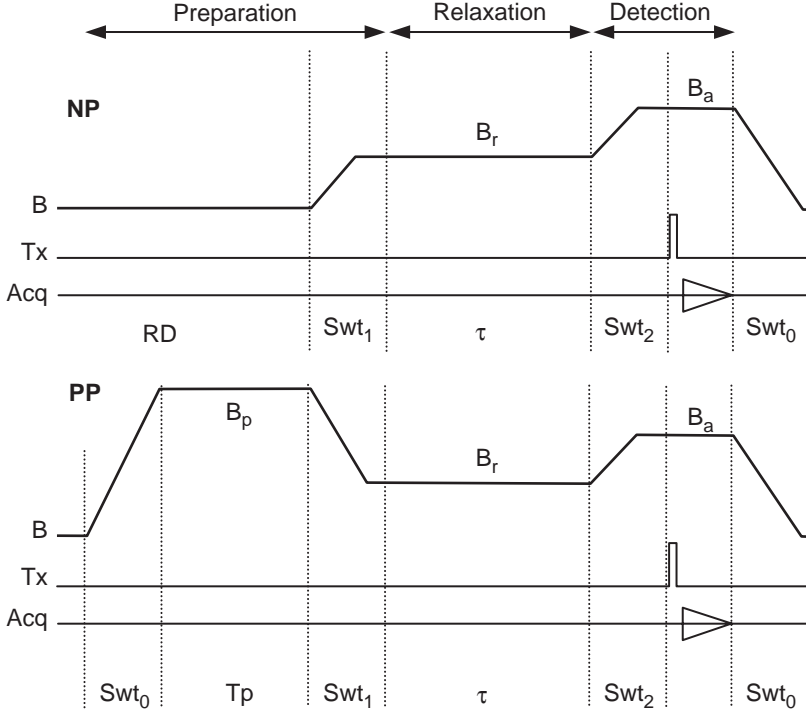 Preparation Relaxation Detection
NP
B_a
B_r
B
Tx
Acq
RD Swt_1 τ Swt_2 Swt_0
PP
B_p
B_a
B_r
B
Tx
Acq
Swt_0 Tp Swt_1 τ Swt_2 Swt_0